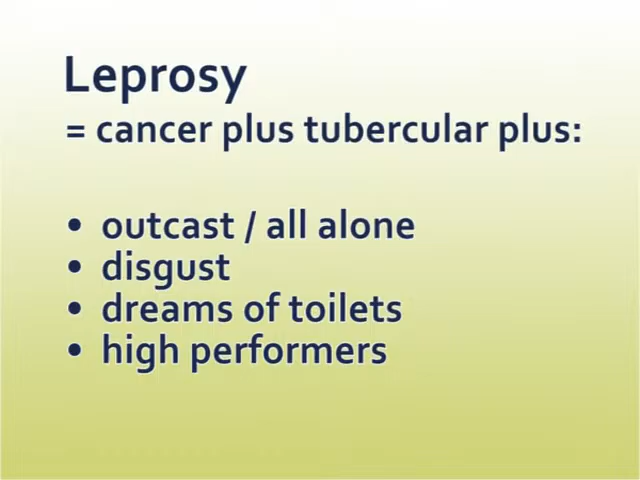 Leprosy
= cancer plus tubercular plus:
• outcast / all alone
• disgust
• dreams of toilets
• high performers